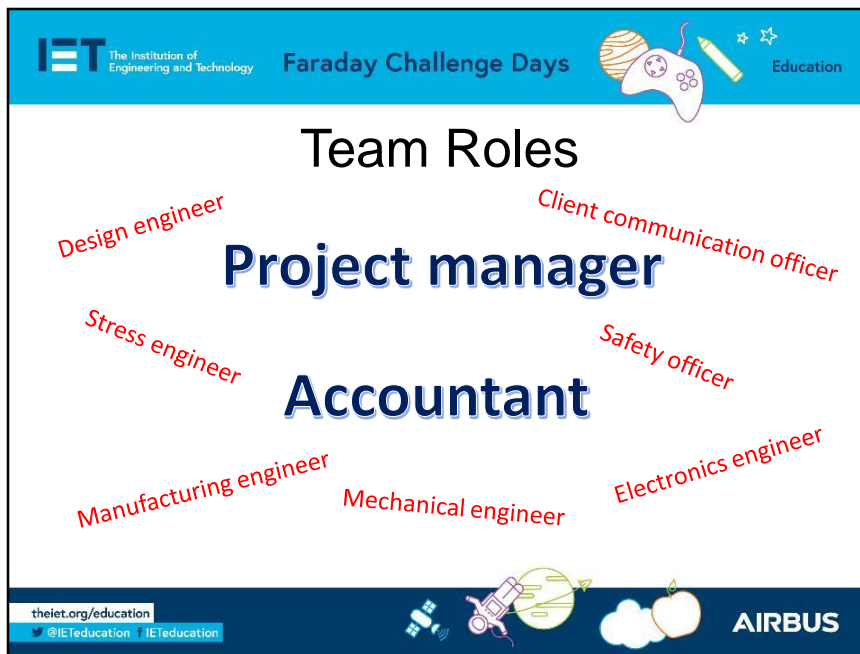 IET The Institution of
Engineering and Technology
Faraday Challenge Days
Education
Team Roles
Design engineer
Client communication officer
Project manager
Stress engineer
Safety officer
Accountant
Manufacturing engineer
Mechanical engineer
Electronics engineer
theiet.org/education
@IETeducation f IETeducation
AIRBUS